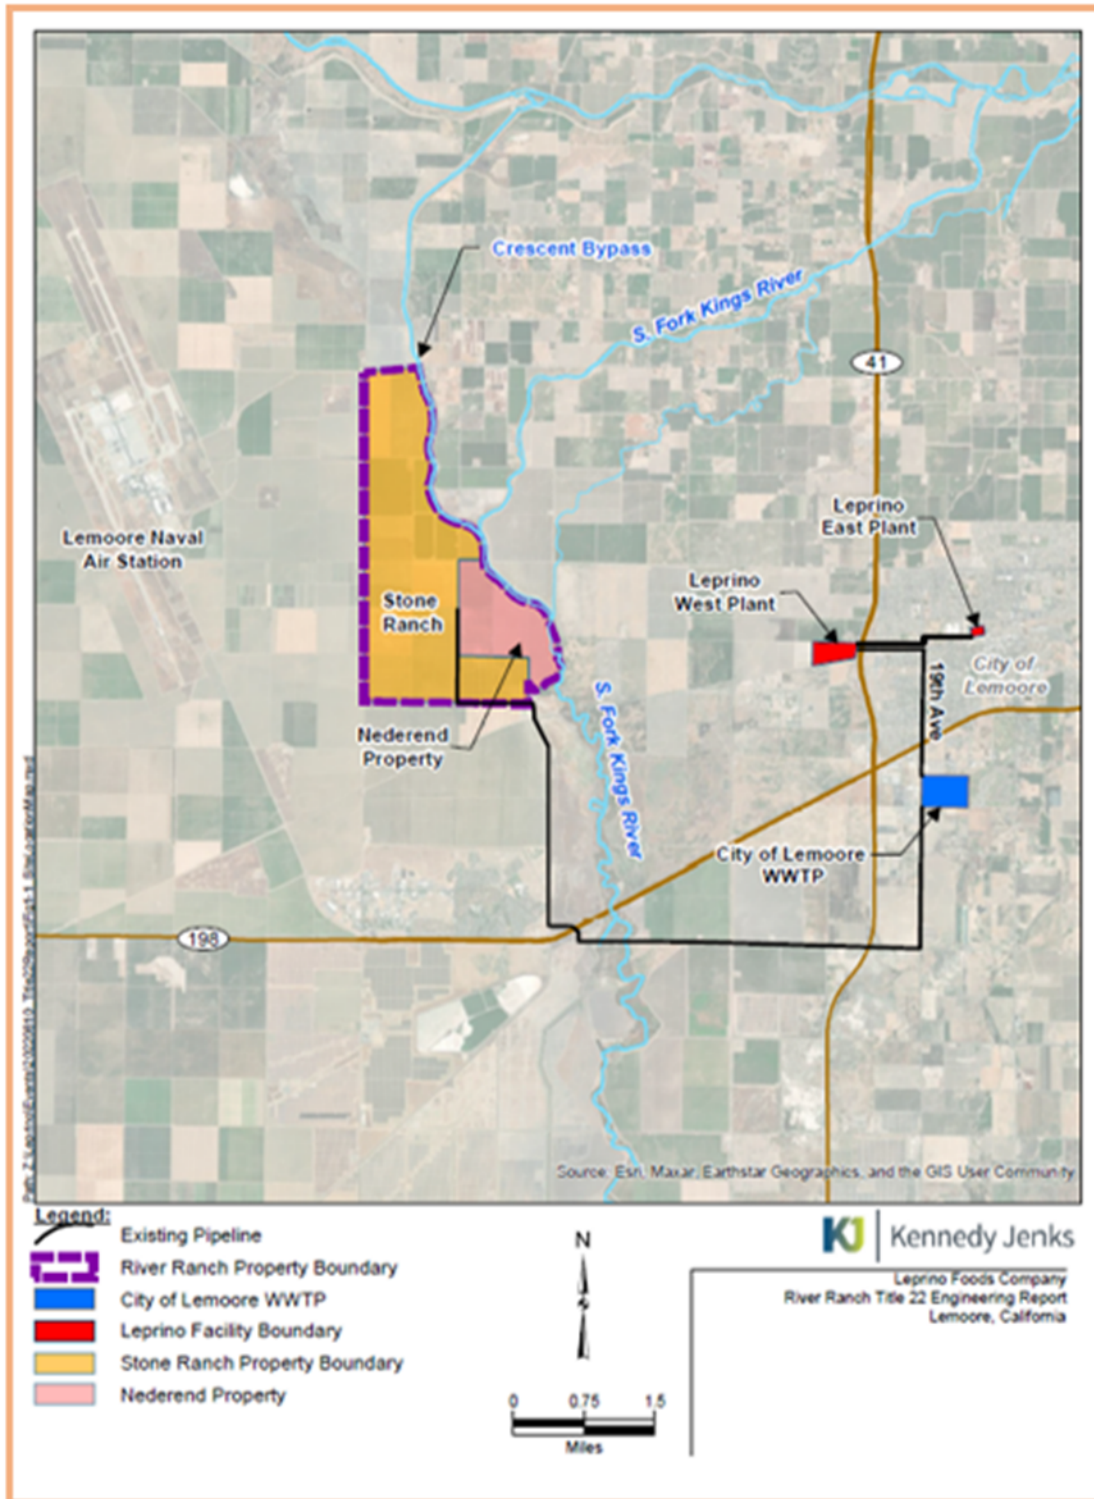 Crescent Bypass
S. Fork Kings River
41
Leprino
East Plant
Lemoore Naval
Air Station
Leprino
West Plant
Stone
Ranch
City of
Lemoore
19th Ave
Nederend
Property
S. Fork Kings River
City of Lemoore
WWTP
198
Source: Esri, Maxar, Earthstar Geographics, and the GIS User Community
Legend:
Existing Pipeline
River Ranch Property Boundary
City of Lemoore WWTP
Leprino Facility Boundary
Stone Ranch Property Boundary
Nederend Property
N
0 0.75 1.5
Miles
KJ Kennedy Jenks
Leprino Foods Company
River Ranch Title 22 Engineering Report
Lemoore, California